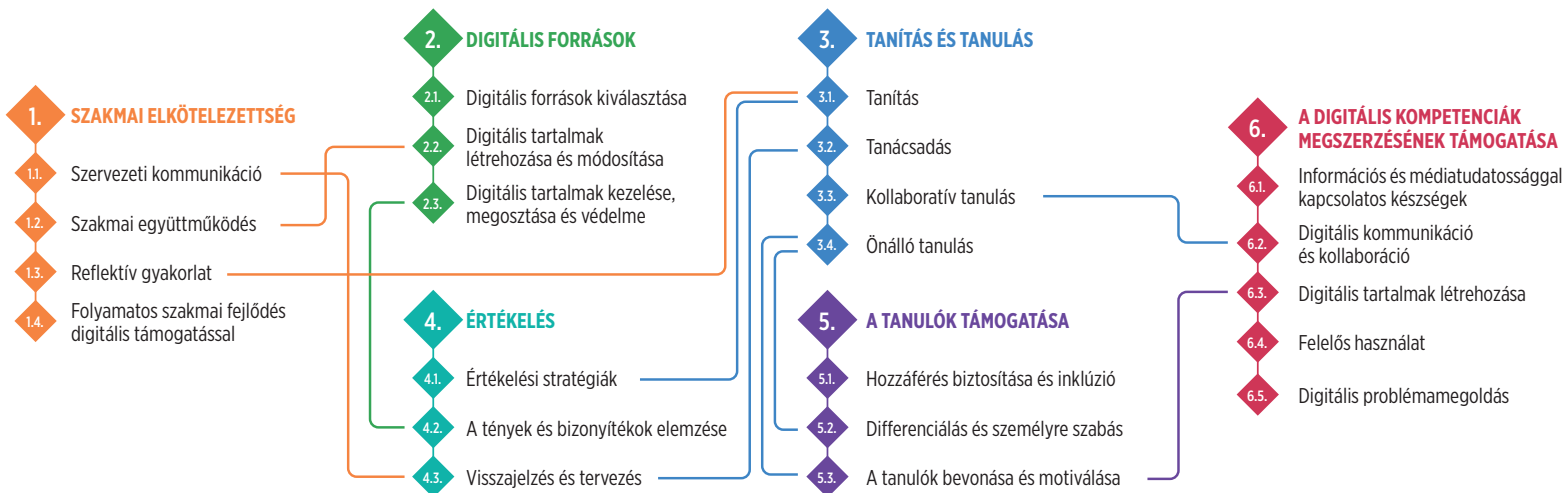 1. SZAKMAI ELKÖTELEZETTSÉG
1.1. Szervezeti kommunikáció
1.2. Szakmai együttműködés
1.3. Reflektív gyakorlat
1.4. Folyamatos szakmai fejlődés
digitális támogatással
2. DIGITÁLIS FORRÁSOK
2.1. Digitális források kiválasztása
2.2. Digitális tartalmak
létrehozása és módosítása
2.3. Digitális tartalmak kezelése,
megosztása és védelme
3. TANÍTÁS ÉS TANULÁS
3.1. Tanítás
3.2. Tanácsadás
3.3. Kollaboratív tanulás
3.4. Önálló tanulás
4. ÉRTÉKELÉS
4.1. Értékelési stratégiák
4.2. A tények és bizonyítékok elemzése
4.3. Visszajelzés és tervezés
5. A TANULÓK TÁMOGATÁSA
5.1. Hozzáférés biztosítása és inklúzió
5.2. Differenciálás és személyre szabás
5.3. A tanulók bevonása és motiválása
6. A DIGITÁLIS KOMPETENCIÁK
MEGSZERZÉSÉNEK TÁMOGATÁSA
6.1. Információs és médiatudatossággal
kapcsolatos készségek
6.2. Digitális kommunikáció
és kollaboráció
6.3. Digitális tartalmak létrehozása
6.4. Felelős használat
6.5. Digitális problémamegoldás